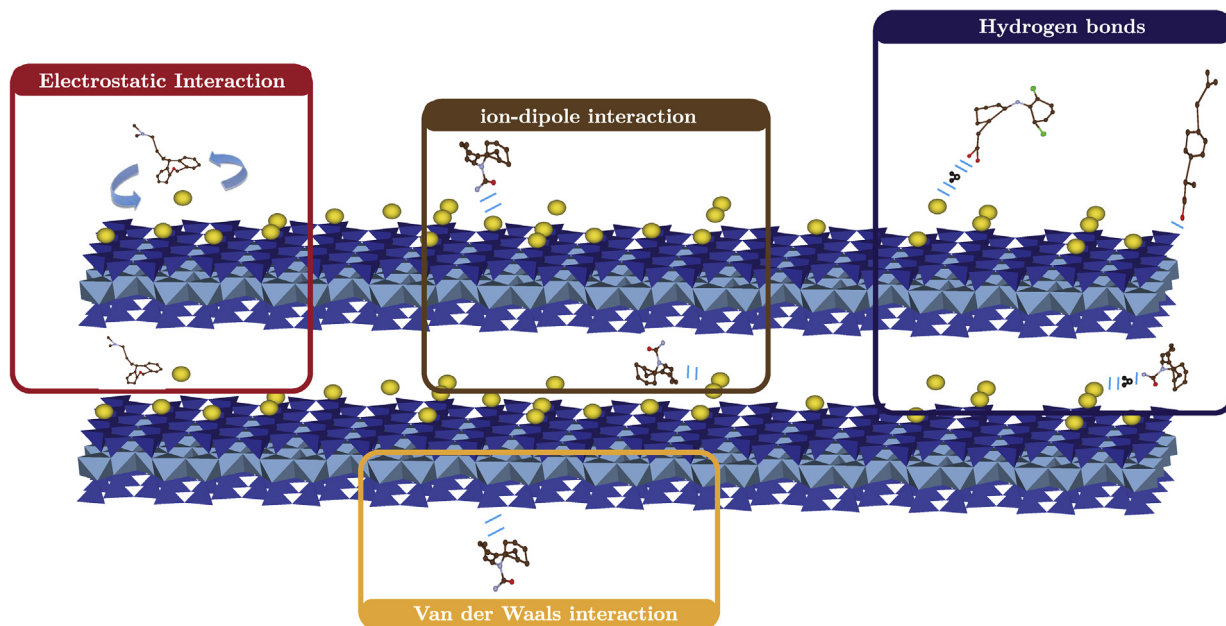 Hydrogen bonds
Electrostatic Interaction
ion-dipole interaction
Van der Waals interaction